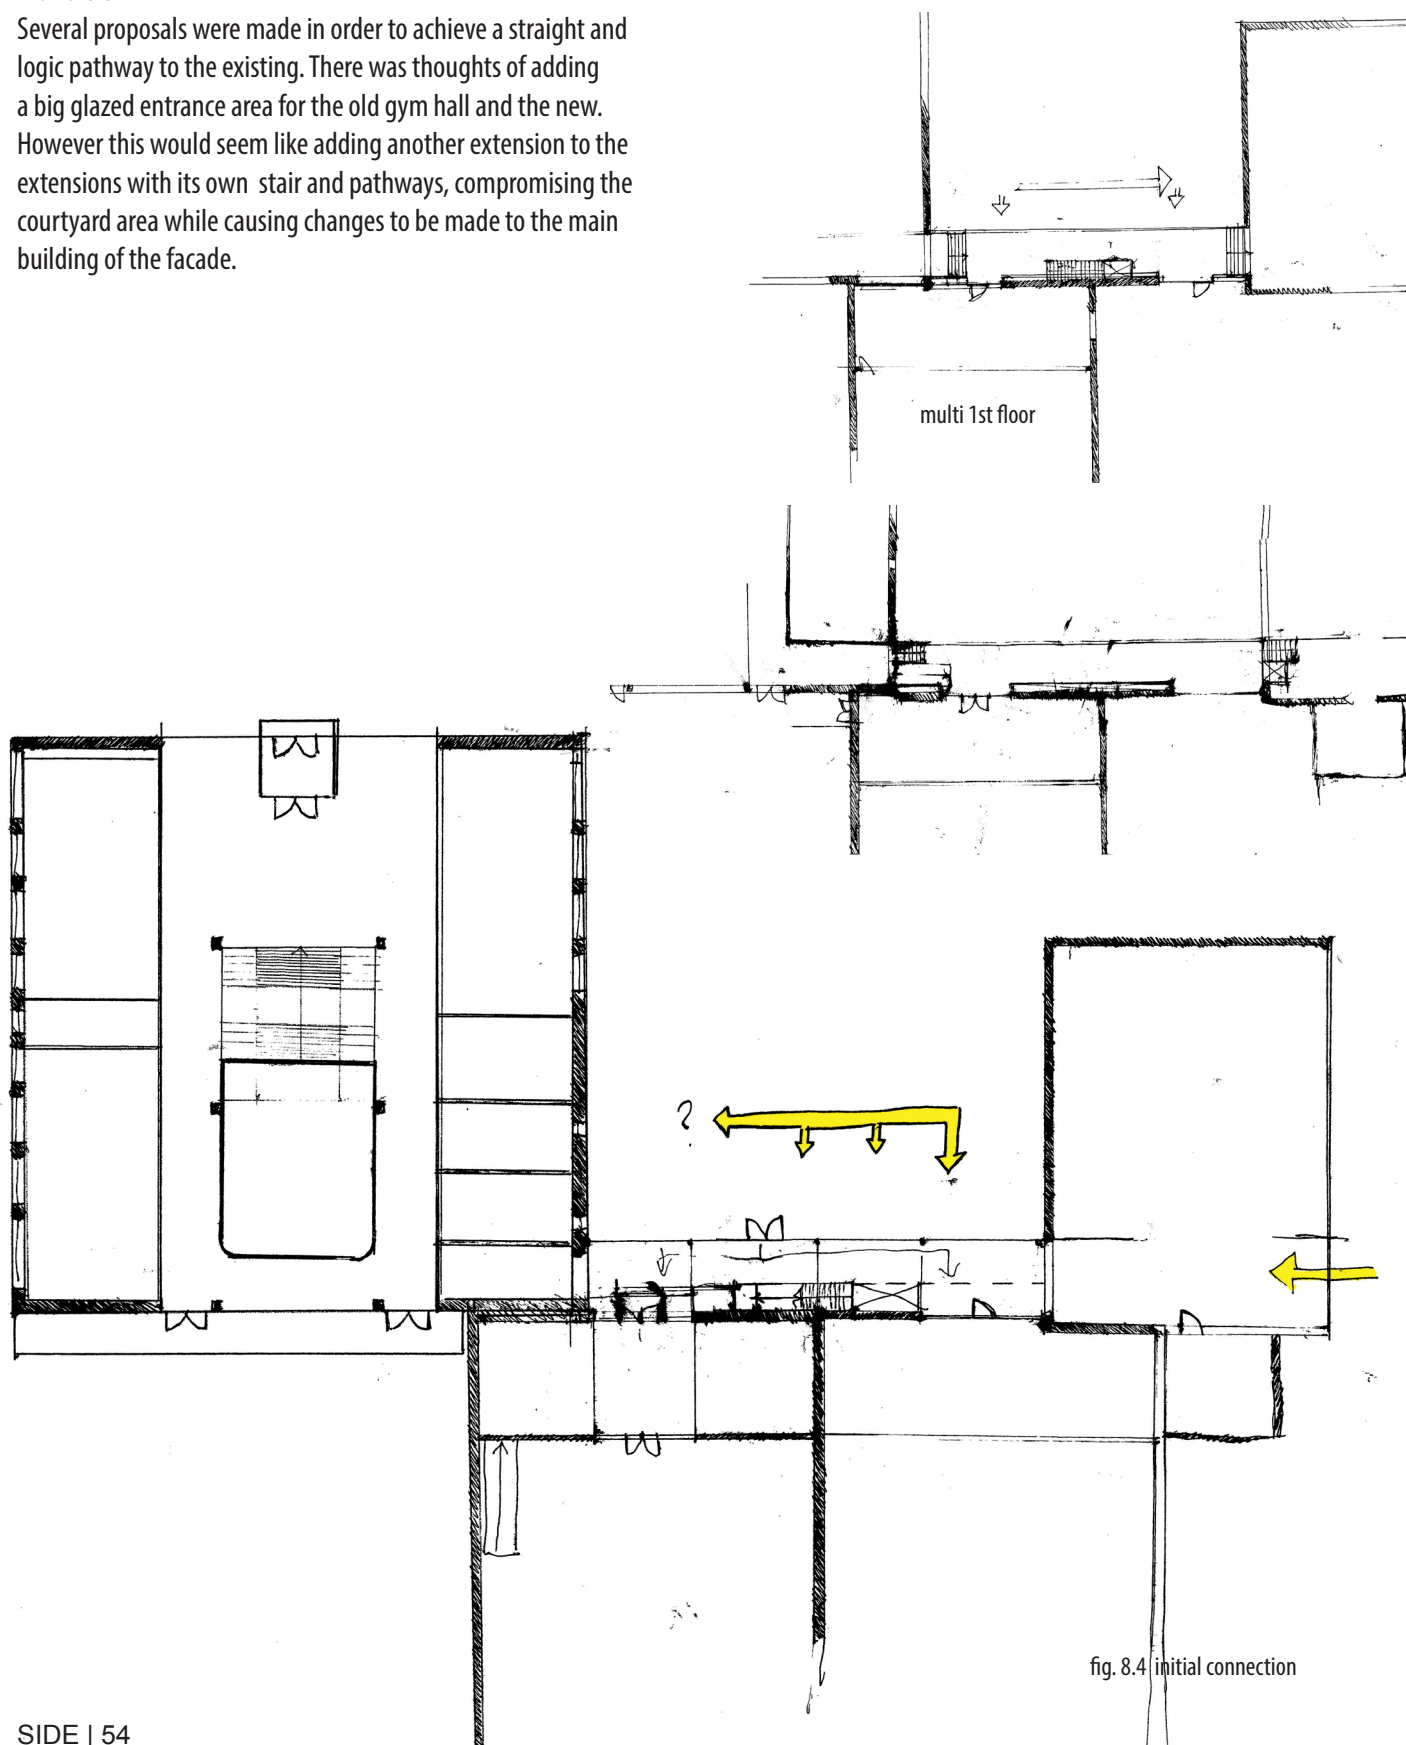 Several proposals were made in order to achieve a straight and
logic pathway to the existing. There was thoughts of adding
a big glazed entrance area for the old gym hall and the new.
However this would seem like adding another extension to the
extensions with its own  stair and pathways, compromising the
courtyard area while causing changes to be made to the main
building of the facade.
multi 1st floor
?
fig. 8.4 initial connection
SIDE | 54